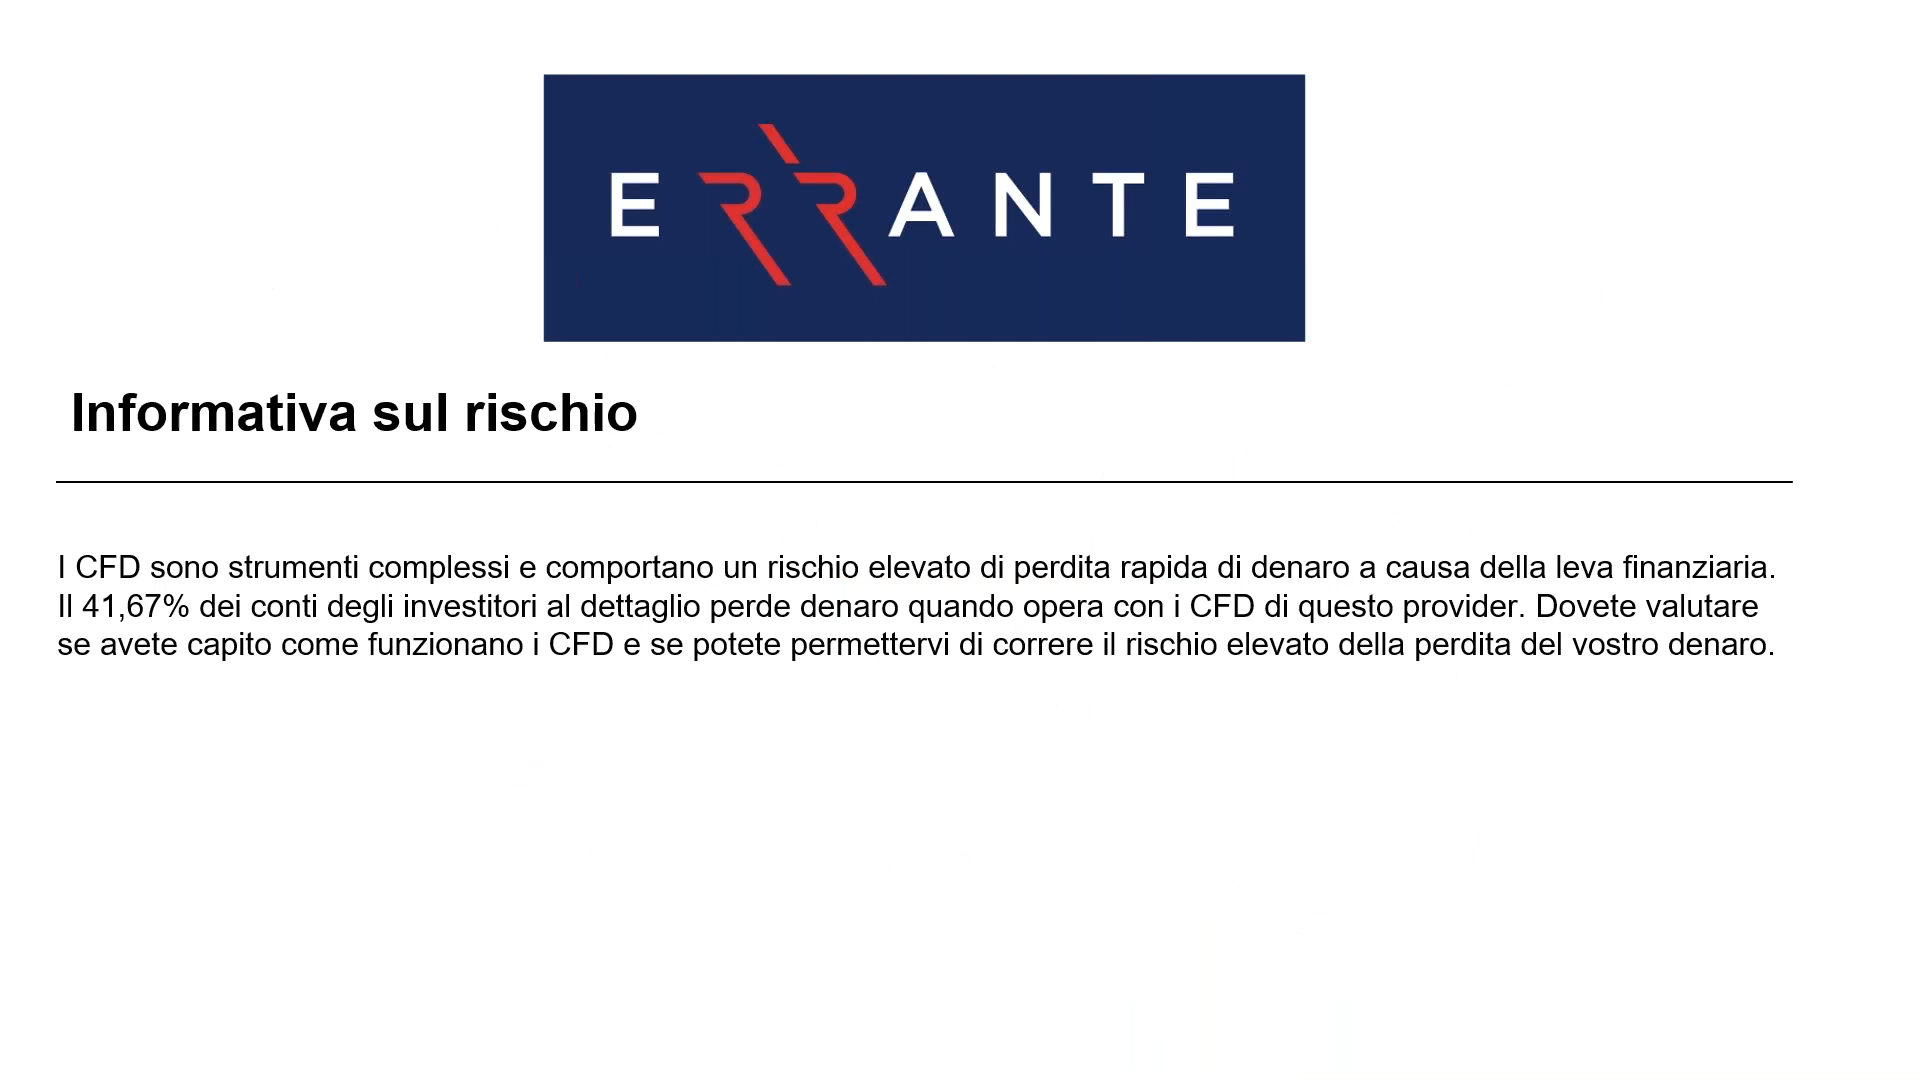 ERRANTE
Informativa sul rischio
I CFD sono strumenti complessi e comportano un rischio elevato di perdita rapida di denaro a causa della leva finanziaria.
Il 41,67% dei conti degli investitori al dettaglio perde denaro quando opera con i CFD di questo provider. Dovete valutare
se avete capito come funzionano i CFD e se potete permettervi di correre il rischio elevato della perdita del vostro denaro.